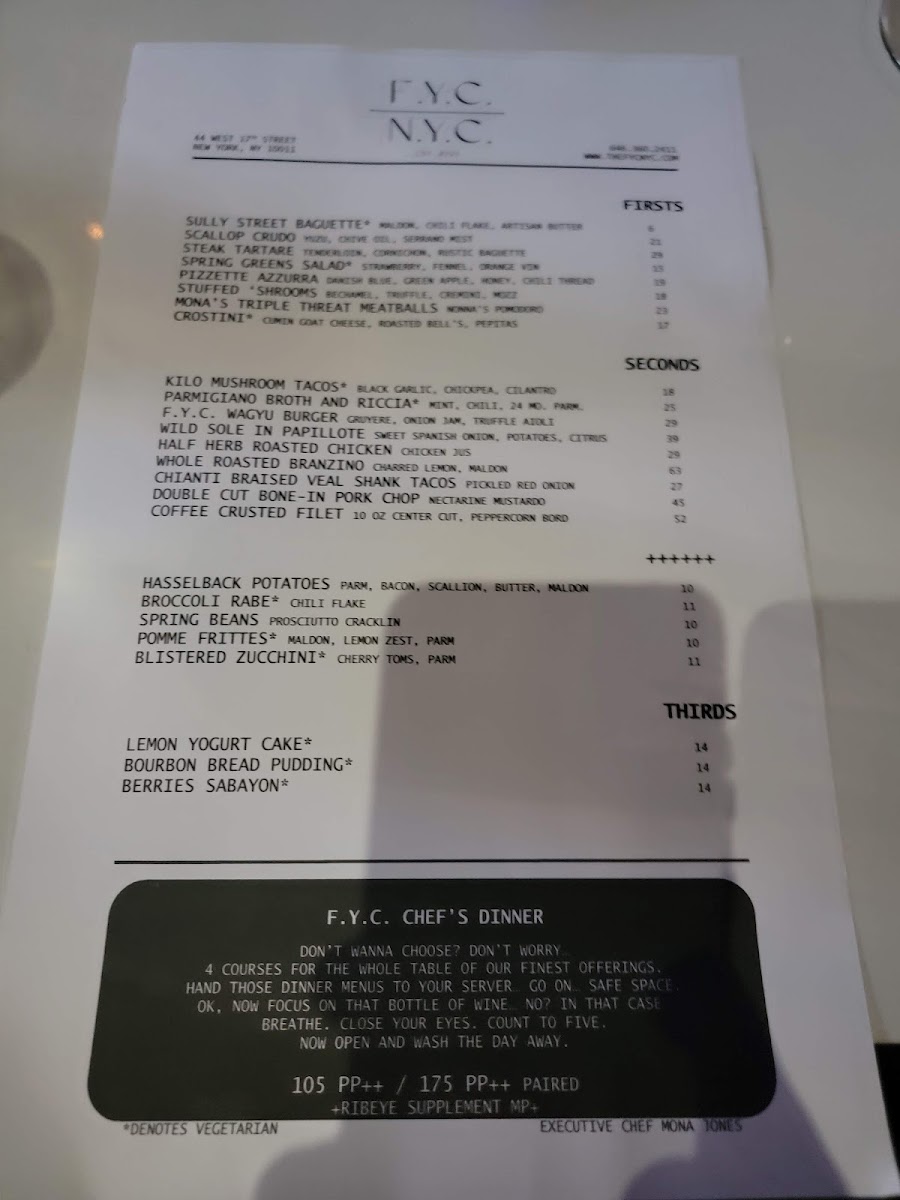 F.Y.C.
N.Y.C.
44 WEST 17TH STREET
NEW YORK, NY 10011
646.360.2411
WWW.THEFYCNYC.COM
FIRSTS
SULLY STREET BAGUETTE* MALDON, CHILI FLAKE, ARTISAN BUTTER 6
SCALLOP CRUDO YUZU, CHIVE OIL, SERRANO MIST 21
STEAK TARTARE TENDERLOIN, CORNICHON, RUSTIC BAGUETTE 29
SPRING GREENS SALAD* STRAWBERRY, FENNEL, ORANGE VIN 15
PIZZETTE AZZURRA DANISH BLUE, GREEN APPLE, HONEY, CHILI THREAD 19
STUFFED 'SHROOMS BECHAMEL, TRUFFLE, CREMINI, MOZZ 18
MONA'S TRIPLE THREAT MEATBALLS NONNA'S POMODORO 23
CROSTINI* CUMIN GOAT CHEESE, ROASTED BELL'S, PEPITAS 17
SECONDS
KILO MUSHROOM TACOS* BLACK GARLIC, CHICKPEA, CILANTRO 18
PARMIGIANO BROTH AND RICCIA* MINT, CHILI, 24 MO. PARM. 25
F.Y.C. WAGYU BURGER GRUYERE, ONION JAM, TRUFFLE AIOLI 29
WILD SOLE IN PAPILLOTE SWEET SPANISH ONION, POTATOES, CITRUS 39
HALF HERB ROASTED CHICKEN CHICKEN JUS 29
WHOLE ROASTED BRANZINO CHARRED LEMON, MALDON 63
CHIANTI BRAISED VEAL SHANK TACOS PICKLED RED ONION 27
DOUBLE CUT BONE-IN PORK CHOP NECTARINE MUSTARDO 45
COFFEE CRUSTED FILET 10 OZ CENTER CUT, PEPPERCORN BORD 52
++++++
HASSELBACK POTATOES PARM, BACON, SCALLION, BUTTER, MALDON 10
BROCCOLI RABE* CHILI FLAKE 11
SPRING BEANS PROSCIUTTO CRACKLIN 10
POMME FRITTES* MALDON, LEMON ZEST, PARM 10
BLISTERED ZUCCHINI* CHERRY TOMS, PARM 11
THIRDS
LEMON YOGURT CAKE* 14
BOURBON BREAD PUDDING* 14
BERRIES SABAYON* 14
F.Y.C. CHEF'S DINNER
DON'T WANNA CHOOSE? DON'T WORRY…
4 COURSES FOR THE WHOLE TABLE OF OUR FINEST OFFERINGS.
HAND THOSE DINNER MENUS TO YOUR SERVER… GO ON… SAFE SPACE.
OK, NOW FOCUS ON THAT BOTTLE OF WINE… NO? IN THAT CASE
BREATHE. CLOSE YOUR EYES. COUNT TO FIVE.
NOW OPEN AND WASH THE DAY AWAY.
105 PP++ / 175 PP++ PAIRED
+RIBEYE SUPPLEMENT MP+
*DENOTES VEGETARIAN
EXECUTIVE CHEF MONA JONES